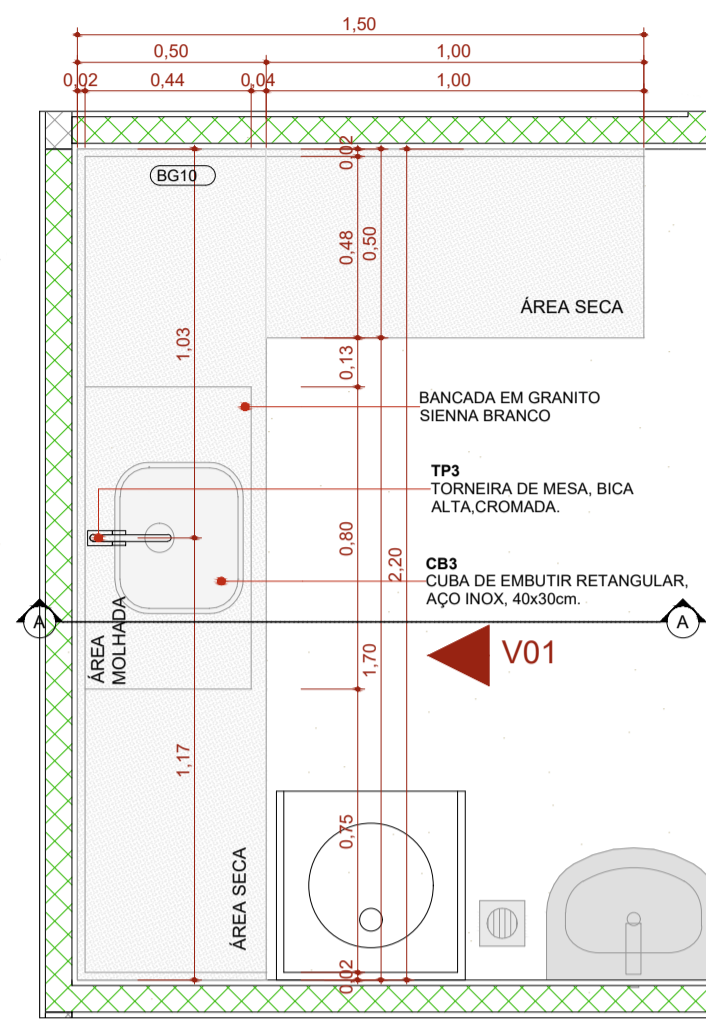 1,50
0,50
1,00
0,02
0,44
0,04
1,00
BG10
0,02
0,48
0,50
ÁREA SECA
1,03
0,13
BANCADA EM GRANITO
SIENNA BRANCO
TP3
TORNEIRA DE MESA, BICA
ALTA,CROMADA.
0,80
2,20
CB3
CUBA DE EMBUTIR RETANGULAR,
AÇO INOX, 40x30cm.
A
A
ÁREA
MOLHADA
1,70
V01
1,17
0,75
ÁREA SECA
0,02